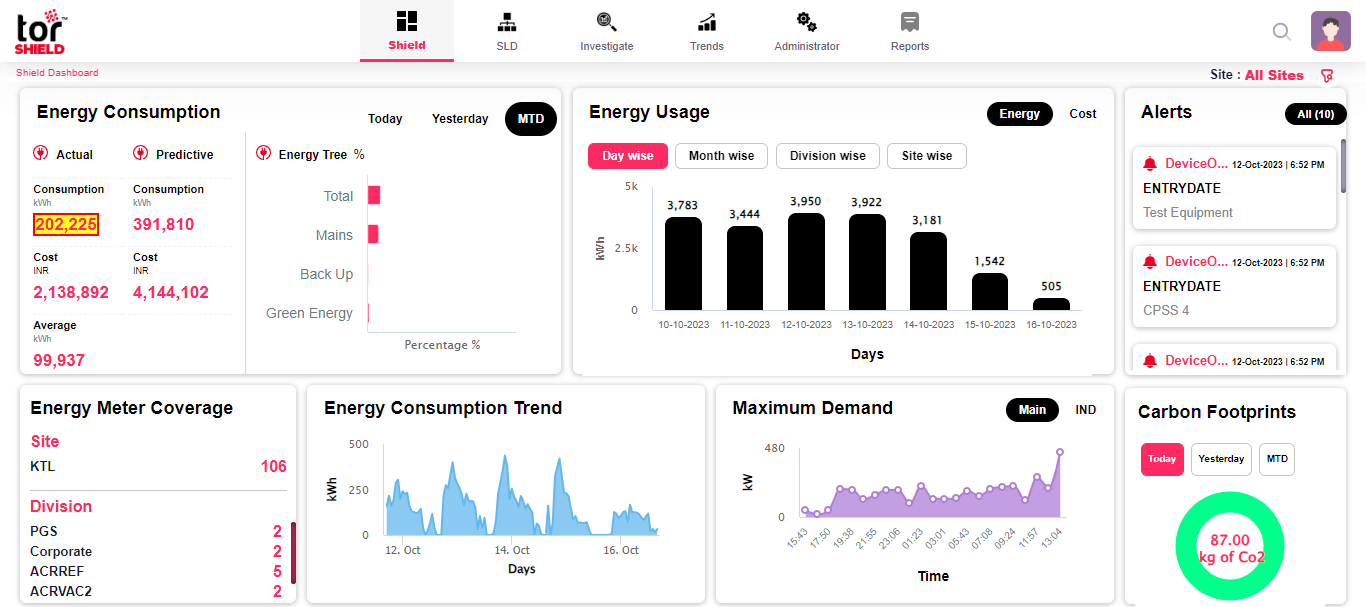 tor™
SHIELD
Shield
SLD
Investigate
Trends
Administrator
Reports
Shield Dashboard
Site : All Sites
Energy Consumption
Today
Yesterday
MTD
Actual
Predictive
Consumption
kWh
202,225
Consumption
kWh
391,810
Cost
INR
2,138,892
Cost
INR
4,144,102
Average
kWh
99,937
Energy Tree %
Total
Mains
Back Up
Green Energy
Percentage %
Energy Usage
Energy
Cost
Day wise
Month wise
Division wise
Site wise
5k
2.5k
0
kWh
3,783
3,444
3,950
3,922
3,181
1,542
505
10-10-2023
11-10-2023
12-10-2023
13-10-2023
14-10-2023
15-10-2023
16-10-2023
Days
Alerts
All (10)
DeviceO... 12-Oct-2023 | 6:52 PM
ENTRYDATE
Test Equipment
DeviceO... 12-Oct-2023 | 6:52 PM
ENTRYDATE
CPSS 4
DeviceO... 12-Oct-2023 | 6:52 PM
Energy Meter Coverage
Site
KTL 106
Division
PGS 2
Corporate 2
ACRREF 5
ACRVAC2 2
Energy Consumption Trend
500
250
0
kWh
12. Oct
14. Oct
16. Oct
Days
Maximum Demand
Main
IND
480
0
kW
15:43
17:50
19:38
21:55
23:06
01:23
03:01
05:43
07:08
09:24
11:57
13:04
Time
Carbon Footprints
Today
Yesterday
MTD
87.00
kg of Co2